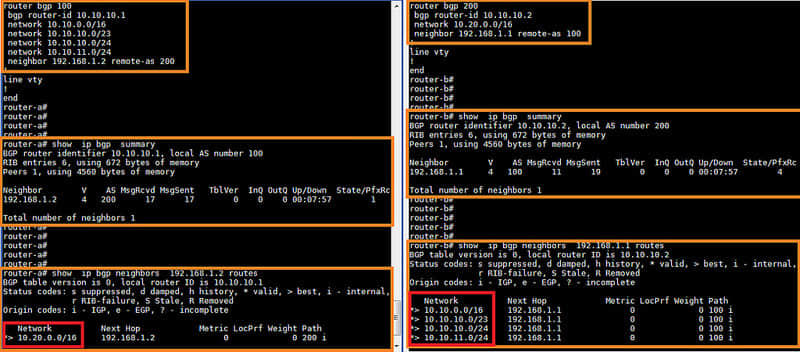 router bgp 100
bgp router-id 10.10.10.1
network 10.10.0.0/16
network 10.10.10.0/23
network 10.10.10.0/24
network 10.10.11.0/24
neighbor 192.168.1.2 remote-as 200
!
line vty
!
end
router-a#
router-a#
router-a#
router-a# show  ip bgp  summary
BGP router identifier 10.10.10.1, local AS number 100
RIB entries 6, using 672 bytes of memory
Peers 1, using 4560 bytes of memory
Neighbor V AS MsgRcvd MsgSent TblVer InQ OutQ Up/Down State/PfxRc
192.168.1.2 4 200 17 17 0 0 0 00:07:57 1
Total number of neighbors 1
router-a#
router-a#
router-a#
router-a#
router-a# show  ip bgp neighbors  192.168.1.2 routes
BGP table version is 0, local router ID is 10.10.10.1
Status codes: s suppressed, d damped, h history, * valid, > best, i - internal,
r RIB-failure, S Stale, R Removed
Origin codes: i - IGP, e - EGP, ? - incomplete
Network Next Hop Metric LocPrf Weight Path
*> 10.20.0.0/16 192.168.1.2 0 0 200 i
router bgp 200
bgp router-id 10.10.10.2
network 10.20.0.0/16
neighbor 192.168.1.1 remote-as 100
!
line vty
!
end
router-b#
router-b#
router-b#
router-b# show  ip bgp  summary
BGP router identifier 10.10.10.2, local AS number 200
RIB entries 6, using 672 bytes of memory
Peers 1, using 4560 bytes of memory
Neighbor V AS MsgRcvd MsgSent TblVer InQ OutQ Up/Down State/PfxRc
192.168.1.1 4 100 11 19 0 0 0 00:07:57 4
Total number of neighbors 1
router-b#
router-b#
router-b#
router-b# show  ip bgp neighbors  192.168.1.1 routes
BGP table version is 0, local router ID is 10.10.10.2
Status codes: s suppressed, d damped, h history, * valid, > best, i - internal,
r RIB-failure, S Stale, R Removed
Origin codes: i - IGP, e - EGP, ? - incomplete
Network Next Hop Metric LocPrf Weight Path
*> 10.10.0.0/16 192.168.1.1 0 0 100 i
*> 10.10.10.0/23 192.168.1.1 0 0 100 i
*> 10.10.10.0/24 192.168.1.1 0 0 100 i
*> 10.10.11.0/24 192.168.1.1 0 0 100 i